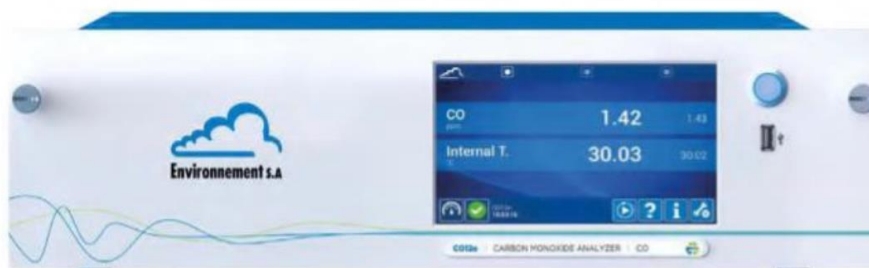 CO
ppm
1.42
1.43
Internal T.
°C
30.03
30.02
Environnement S.A
? i
CO12e CARBON MONOXIDE ANALYZER CO